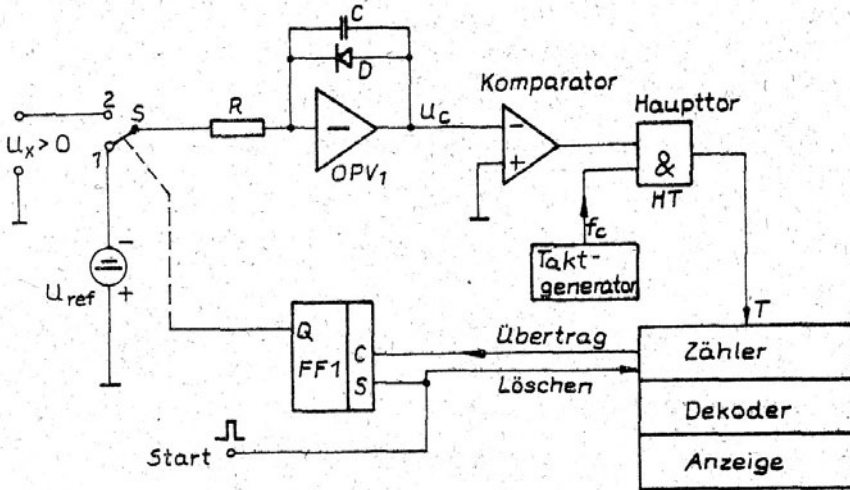 C
D
R
−
OPV₁
u_c
Komparator
−
+
Haupttor
&
HT
f_c
Takt-
generator
2
S
u_x>0
1
−
u_ref
+
Q
FF1
C
S
Übertrag
Löschen
Start
T
Zähler
Dekoder
Anzeige